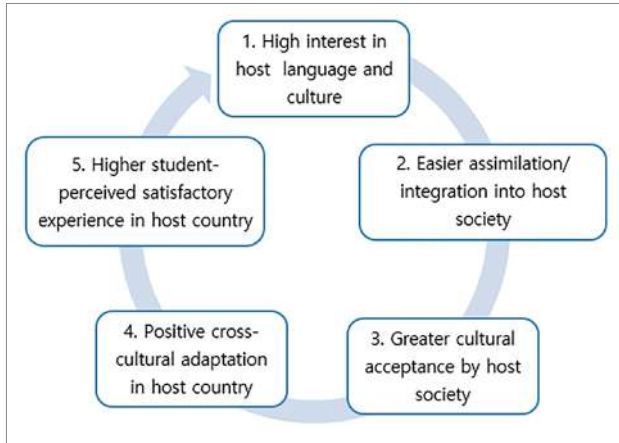 1. High interest in
host language and
culture
2. Easier assimilation/
integration into host
society
3. Greater cultural
acceptance by host
society
4. Positive cross-
cultural adaptation
in host country
5. Higher student-
perceived satisfactory
experience in host country